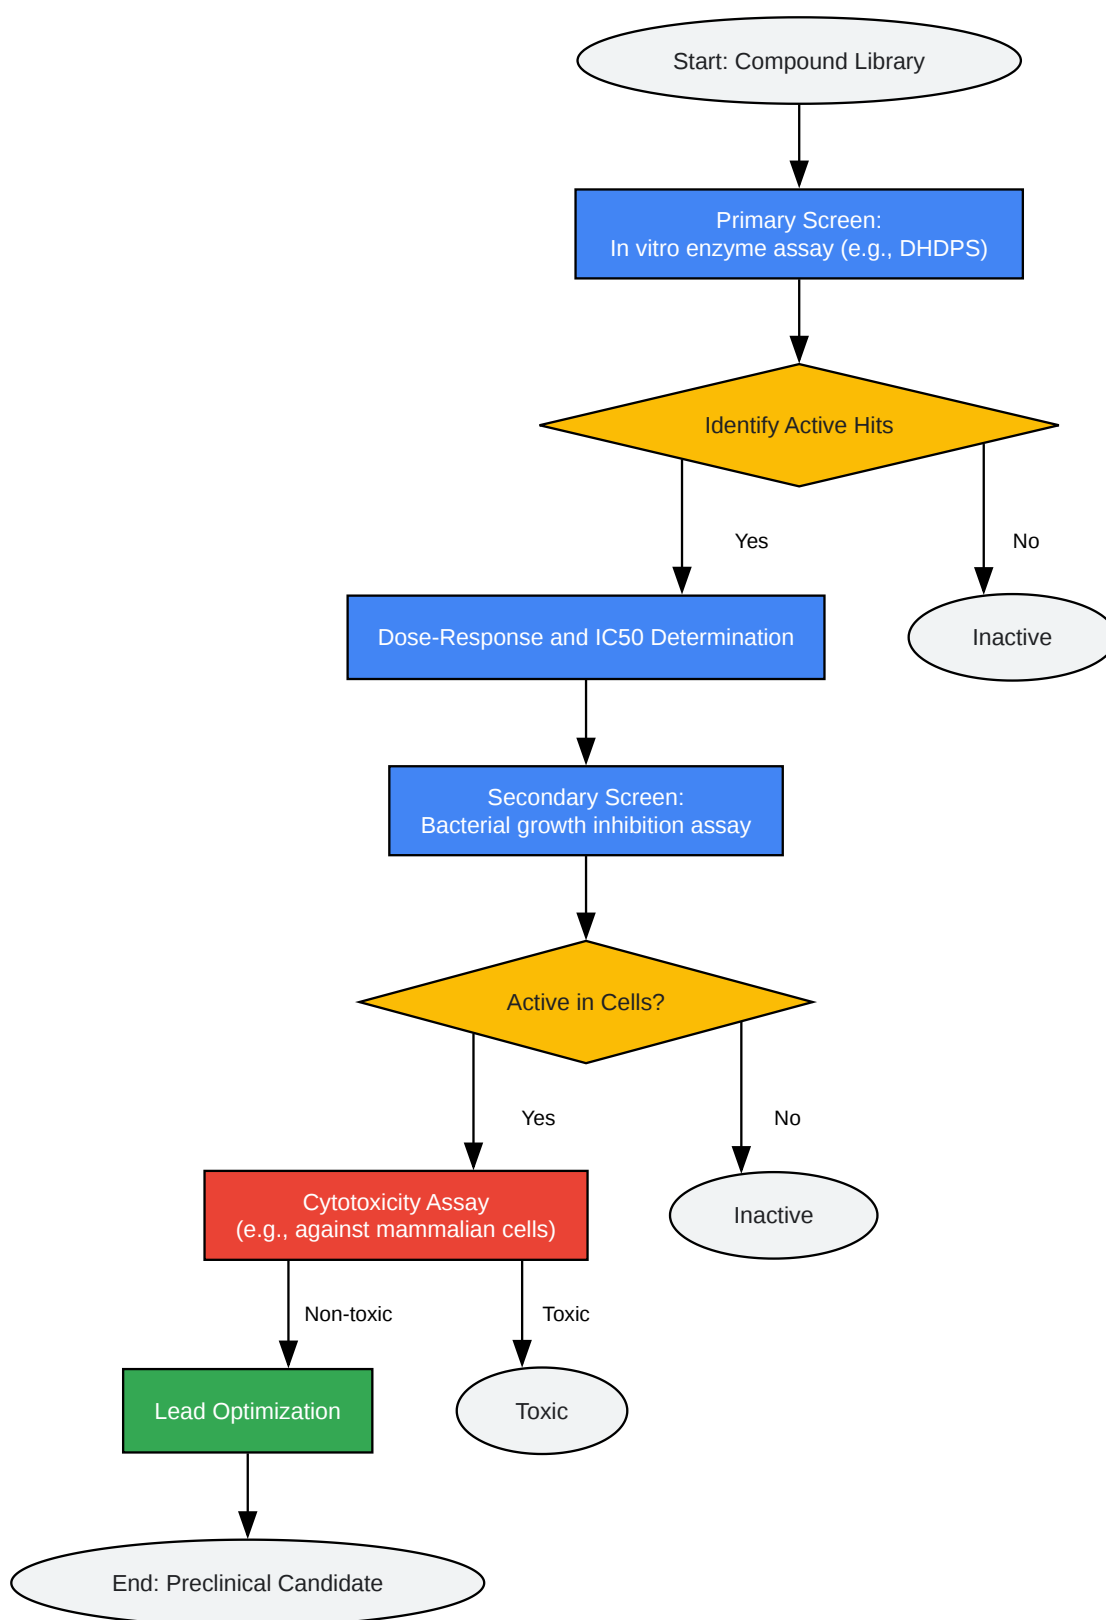 Start: Compound Library
Primary Screen:
In vitro enzyme assay (e.g., DHDPS)
Identify Active Hits
Yes
No
Dose-Response and IC50 Determination
Inactive
Secondary Screen:
Bacterial growth inhibition assay
Active in Cells?
Yes
No
Cytotoxicity Assay
(e.g., against mammalian cells)
Inactive
Non-toxic
Toxic
Lead Optimization
Toxic
End: Preclinical Candidate